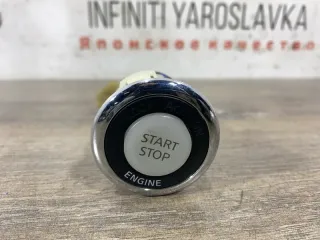 INFINITI YAROSLAVKA
Японское качество
START
STOP
ENGINE